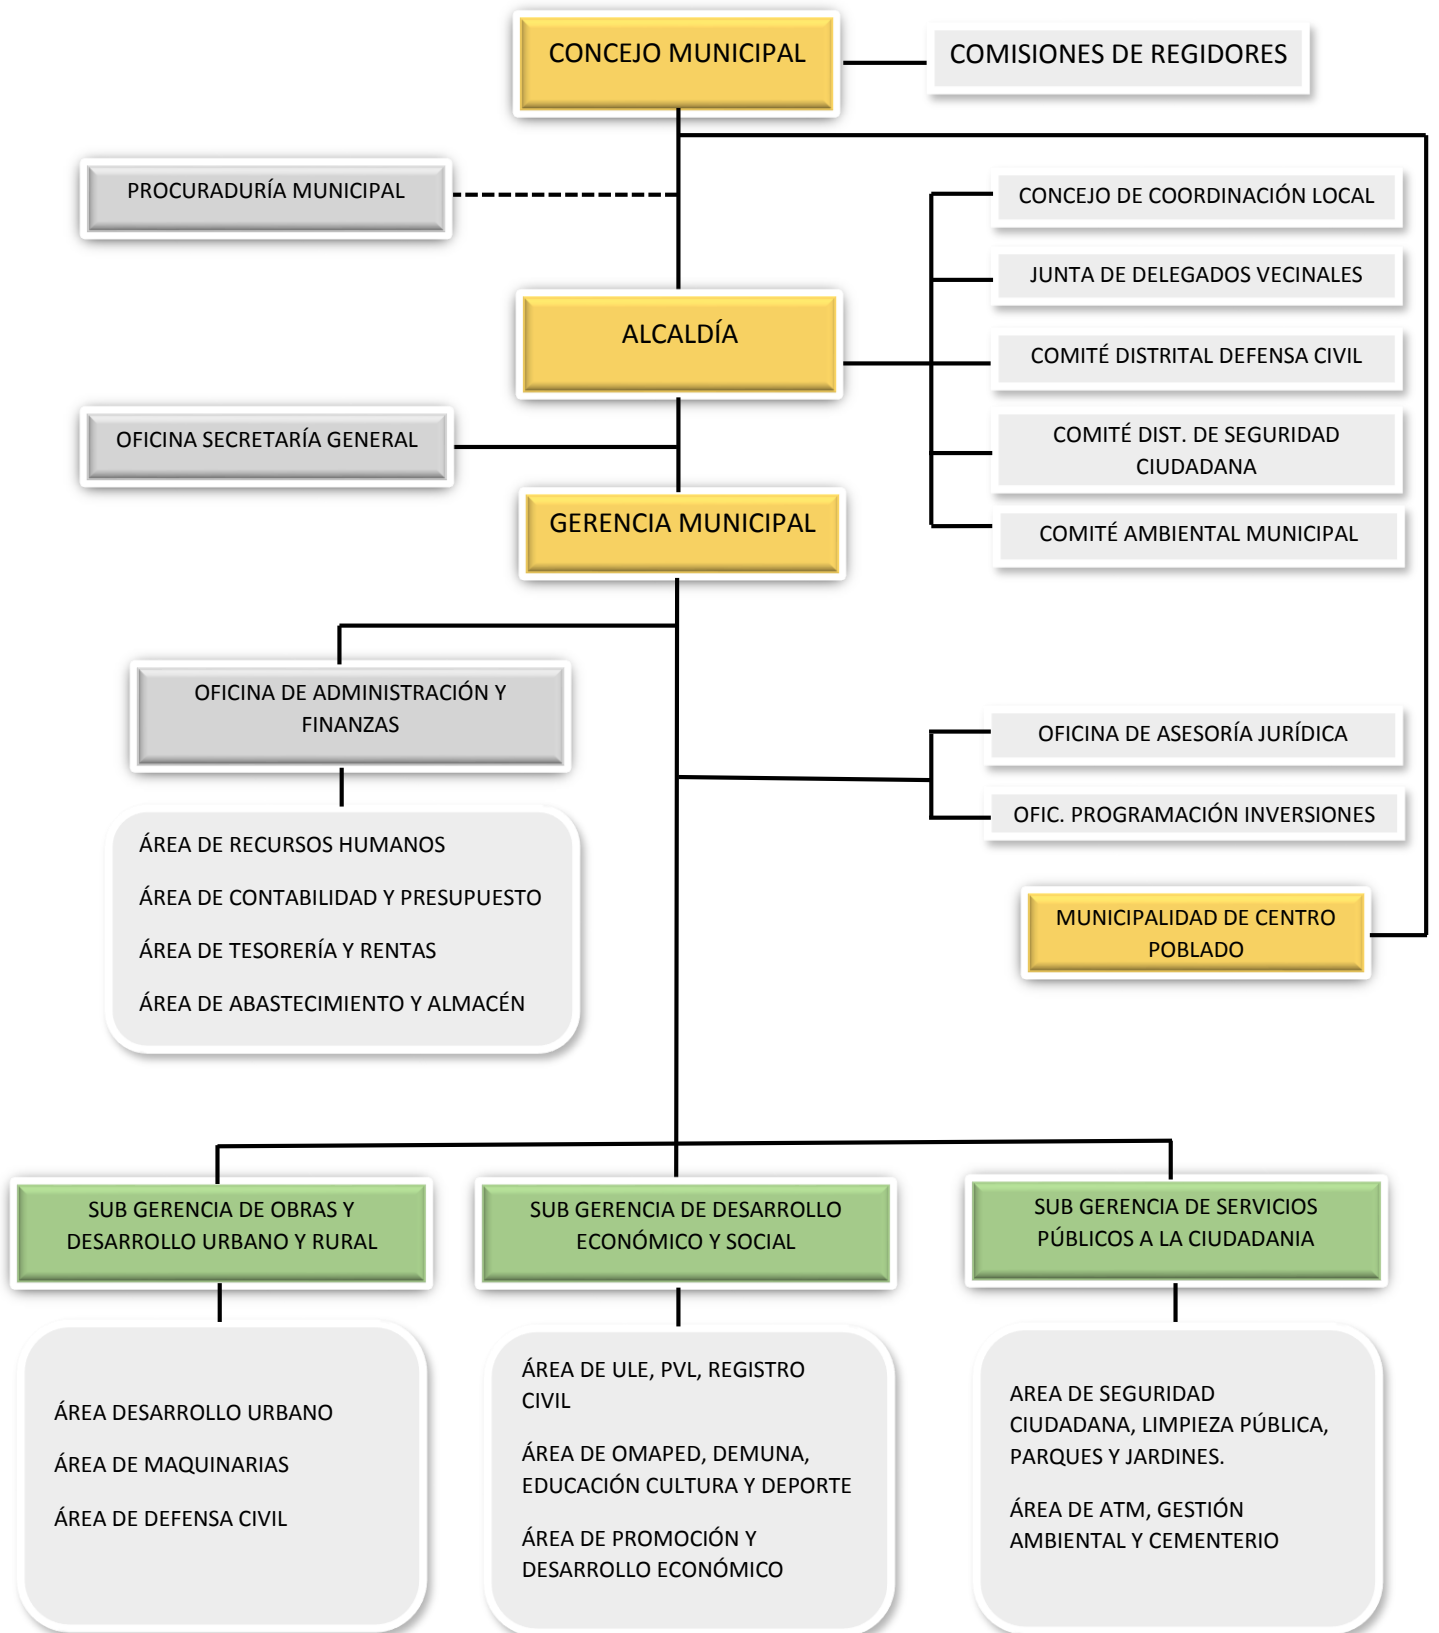 CONCEJO MUNICIPAL
COMISIONES DE REGIDORES
PROCURADURÍA MUNICIPAL
CONCEJO DE COORDINACIÓN LOCAL
JUNTA DE DELEGADOS VECINALES
ALCALDÍA
COMITÉ DISTRITAL DEFENSA CIVIL
OFICINA SECRETARÍA GENERAL
COMITÉ DIST. DE SEGURIDAD
CIUDADANA
GERENCIA MUNICIPAL
COMITÉ AMBIENTAL MUNICIPAL
OFICINA DE ADMINISTRACIÓN Y
FINANZAS
OFICINA DE ASESORÍA JURÍDICA
OFIC. PROGRAMACIÓN INVERSIONES
ÁREA DE RECURSOS HUMANOS
ÁREA DE CONTABILIDAD Y PRESUPUESTO
ÁREA DE TESORERÍA Y RENTAS
ÁREA DE ABASTECIMIENTO Y ALMACÉN
MUNICIPALIDAD DE CENTRO
POBLADO
SUB GERENCIA DE OBRAS Y
DESARROLLO URBANO Y RURAL
SUB GERENCIA DE DESARROLLO
ECONÓMICO Y SOCIAL
SUB GERENCIA DE SERVICIOS
PÚBLICOS A LA CIUDADANIA
ÁREA DESARROLLO URBANO
ÁREA DE MAQUINARIAS
ÁREA DE DEFENSA CIVIL
ÁREA DE ULE, PVL, REGISTRO
CIVIL
ÁREA DE OMAPED, DEMUNA,
EDUCACIÓN CULTURA Y DEPORTE
ÁREA DE PROMOCIÓN Y
DESARROLLO ECONÓMICO
AREA DE SEGURIDAD
CIUDADANA, LIMPIEZA PÚBLICA,
PARQUES Y JARDINES.
ÁREA DE ATM, GESTIÓN
AMBIENTAL Y CEMENTERIO